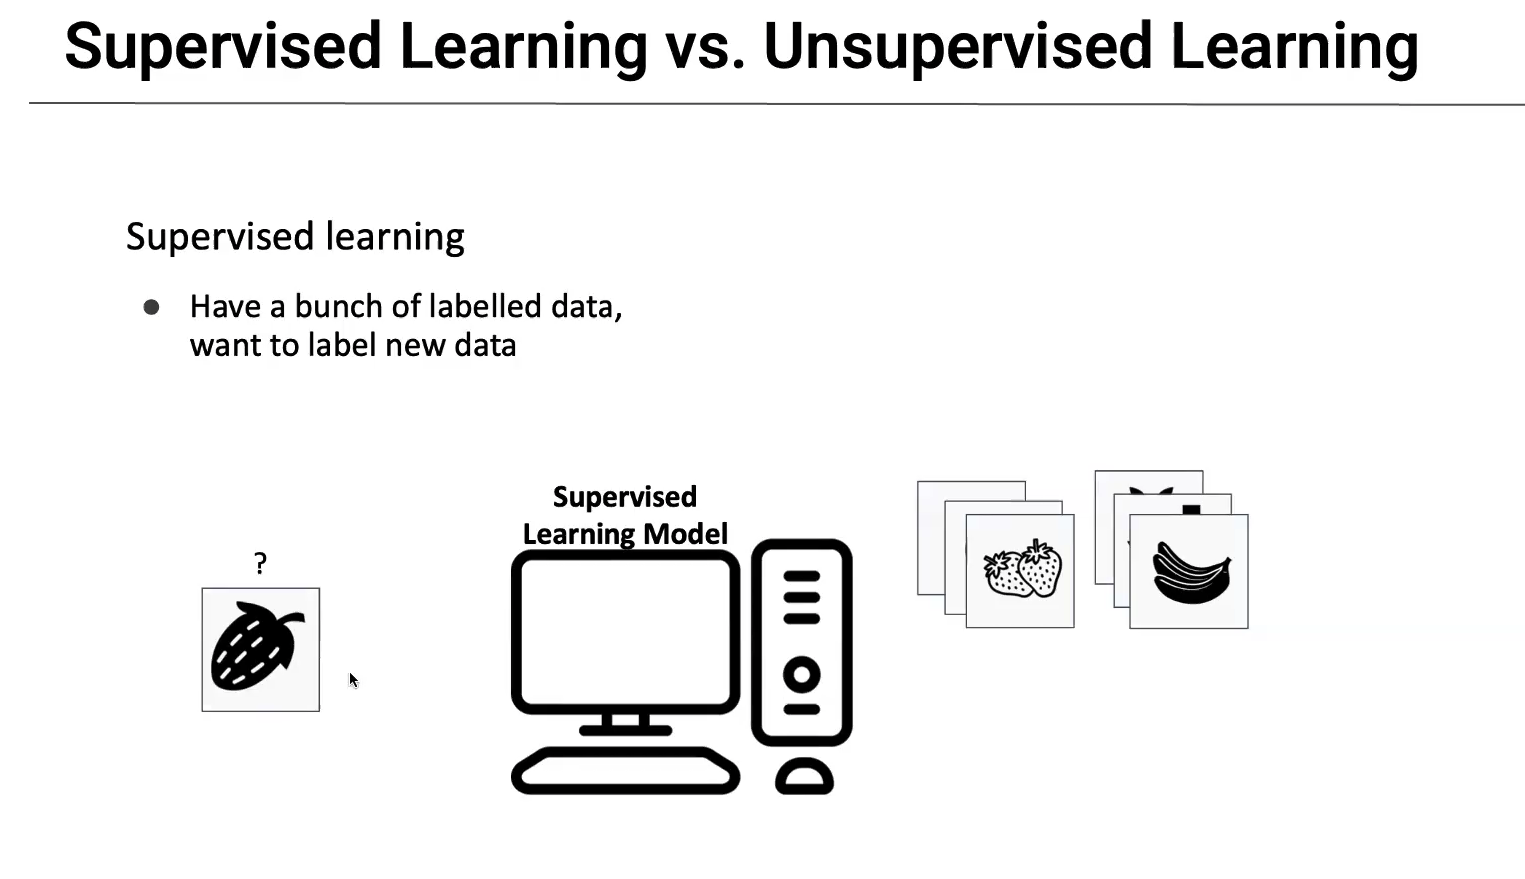 Supervised Learning vs. Unsupervised Learning
Supervised learning
● Have a bunch of labelled data,
want to label new data
Supervised
Learning Model
?